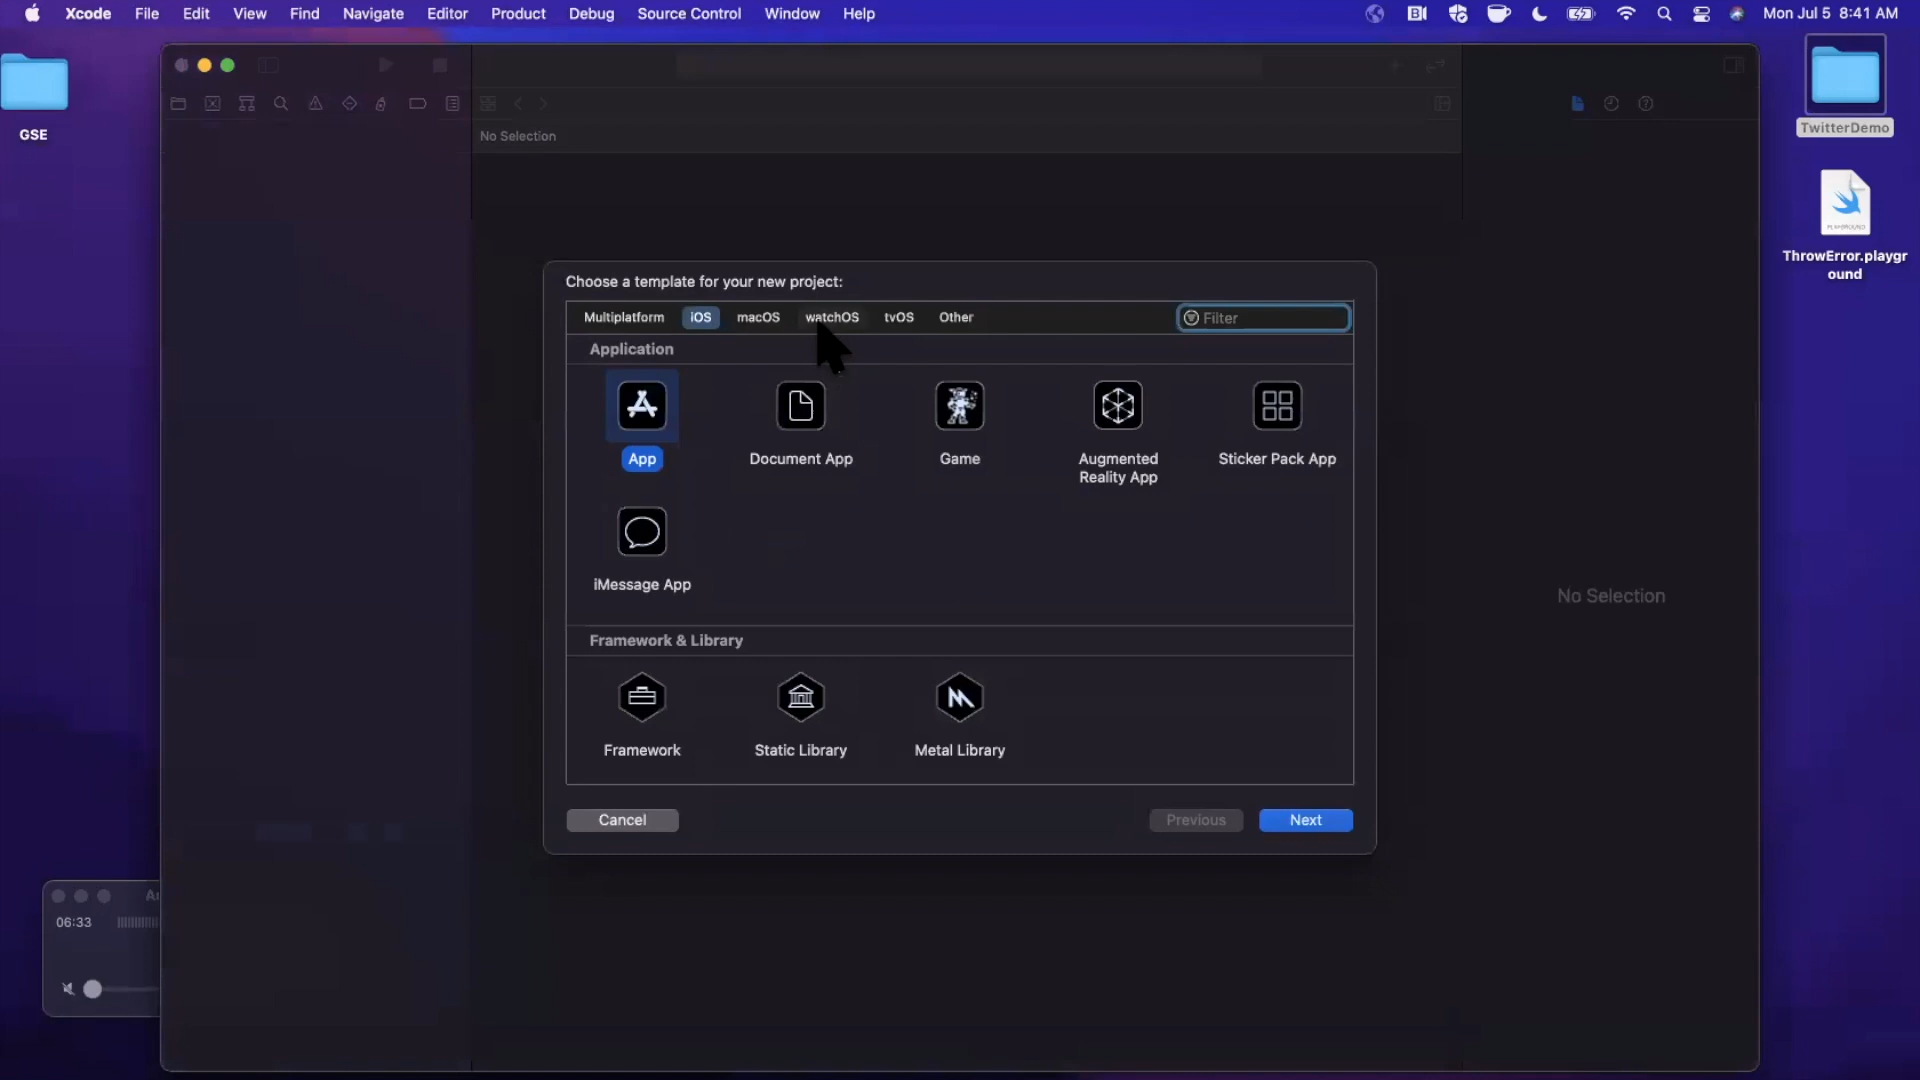 Xcode File Edit View Find Navigate Editor Product Debug Source Control Window Help
Mon Jul 5 8:41 AM
GSE
TwitterDemo
PLAYGROUND
ThrowError.playgr
ound
No Selection
Choose a template for your new project:
Multiplatform iOS macOS watchOS tvOS Other
Filter
Application
App
Document App
Game
Augmented
Reality App
Sticker Pack App
iMessage App
No Selection
Framework & Library
Framework
Static Library
Metal Library
Cancel
Previous
Next
06:33